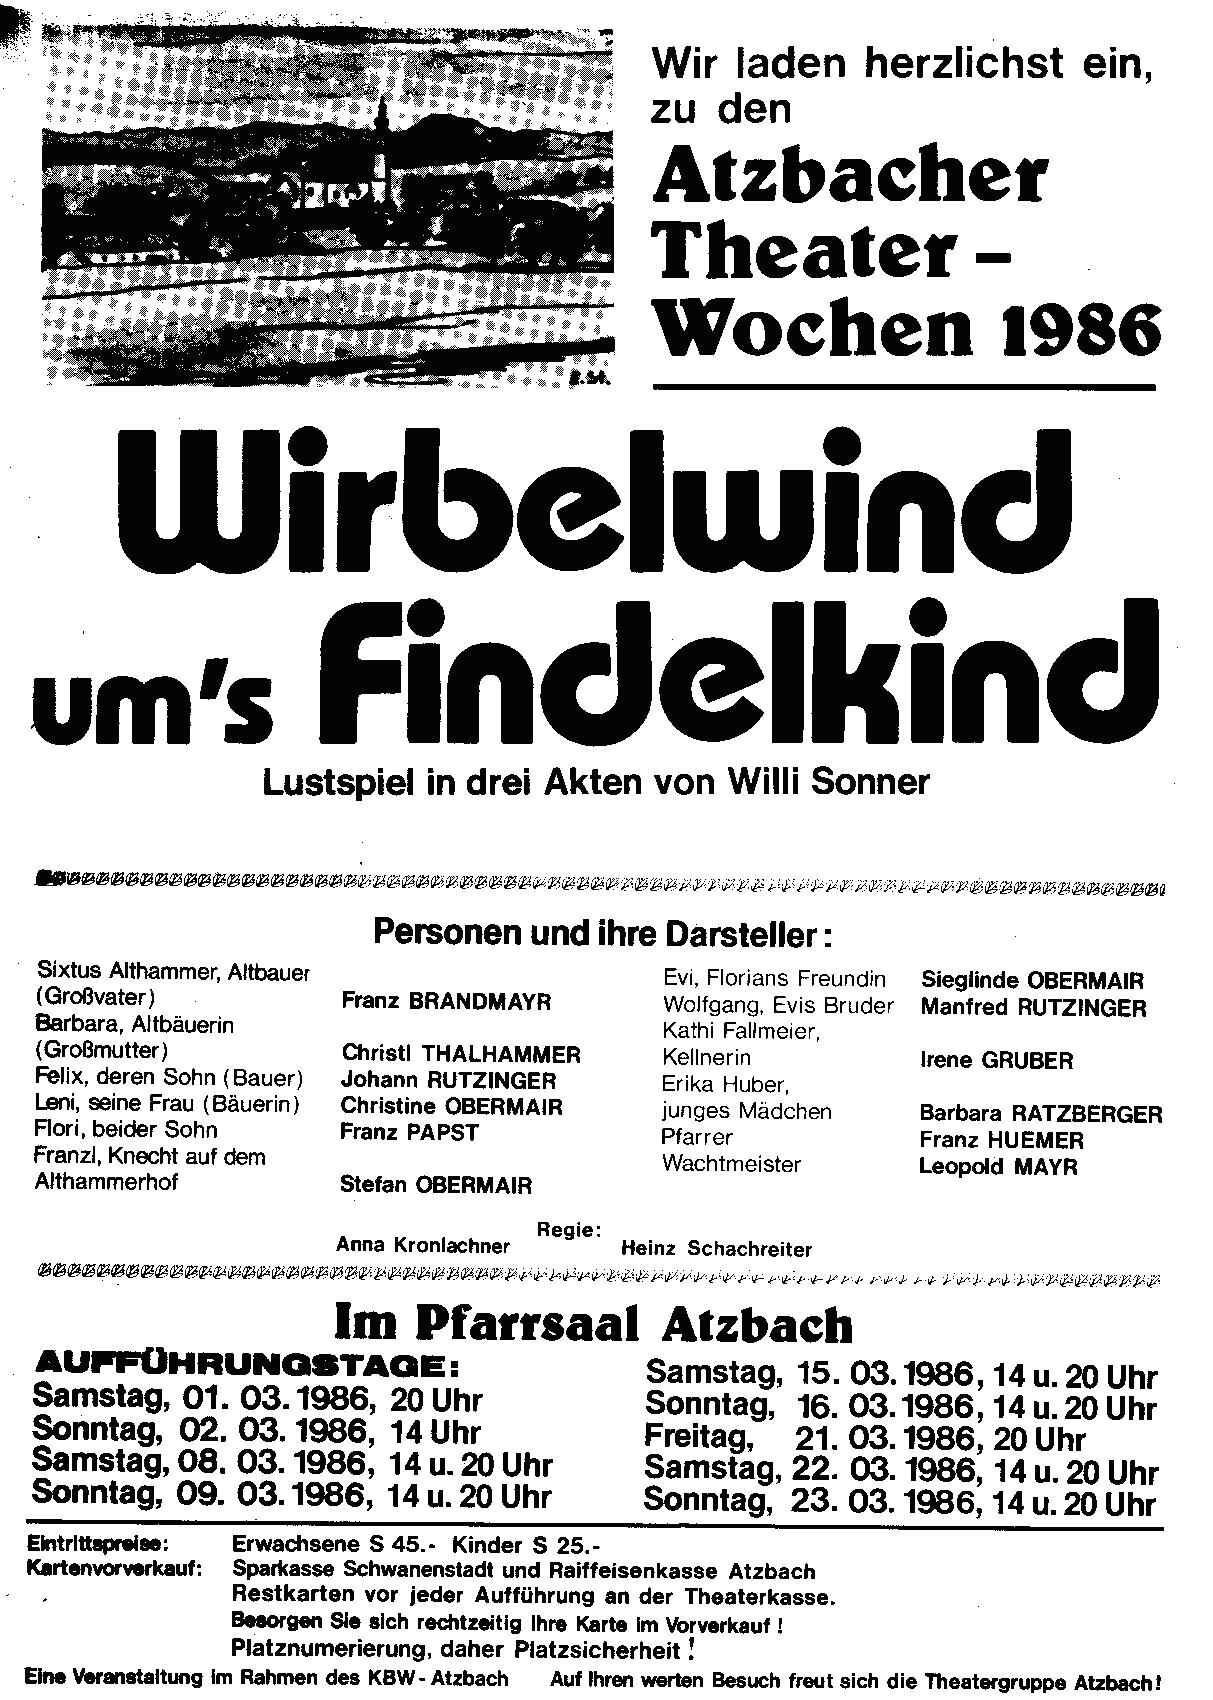 Wir laden herzlichst ein,
zu den
Atzbacher
Theater -
Wochen 1986
E.St.
Wirbelwind
um's Findelkind
Lustspiel in drei Akten von Willi Sonner
Personen und ihre Darsteller:
Sixtus Althammer, Altbauer
(Großvater) Franz BRANDMAYR
Barbara, Altbäuerin
(Großmutter) Christl THALHAMMER
Felix, deren Sohn (Bauer) Johann RUTZINGER
Leni, seine Frau (Bäuerin) Christine OBERMAIR
Flori, beider Sohn Franz PAPST
Franzl, Knecht auf dem
Althammerhof Stefan OBERMAIR
Evi, Florians Freundin Sieglinde OBERMAIR
Wolfgang, Evis Bruder Manfred RUTZINGER
Kathi Fallmeier,
Kellnerin Irene GRUBER
Erika Huber,
junges Mädchen Barbara RATZBERGER
Pfarrer Franz HUEMER
Wachtmeister Leopold MAYR
Regie:
Anna Kronlachner Heinz Schachreiter
Im Pfarrsaal Atzbach
AUFFÜHRUNGSTAGE:
Samstag, 01. 03. 1986, 20 Uhr
Sonntag, 02. 03. 1986, 14 Uhr
Samstag, 08. 03. 1986, 14 u. 20 Uhr
Sonntag, 09. 03. 1986, 14 u. 20 Uhr
Samstag, 15. 03. 1986, 14 u. 20 Uhr
Sonntag, 16. 03. 1986, 14 u. 20 Uhr
Freitag, 21. 03. 1986, 20 Uhr
Samstag, 22. 03. 1986, 14 u. 20 Uhr
Sonntag, 23. 03. 1986, 14 u. 20 Uhr
Eintrittspreise: Erwachsene S 45.- Kinder S 25.-
Kartenvorverkauf: Sparkasse Schwanenstadt und Raiffeisenkasse Atzbach
Restkarten vor jeder Aufführung an der Theaterkasse.
Besorgen Sie sich rechtzeitig Ihre Karte im Vorverkauf!
Platznumerierung, daher Platzsicherheit!
Eine Veranstaltung im Rahmen des KBW-Atzbach Auf Ihren werten Besuch freut sich die Theatergruppe Atzbach!